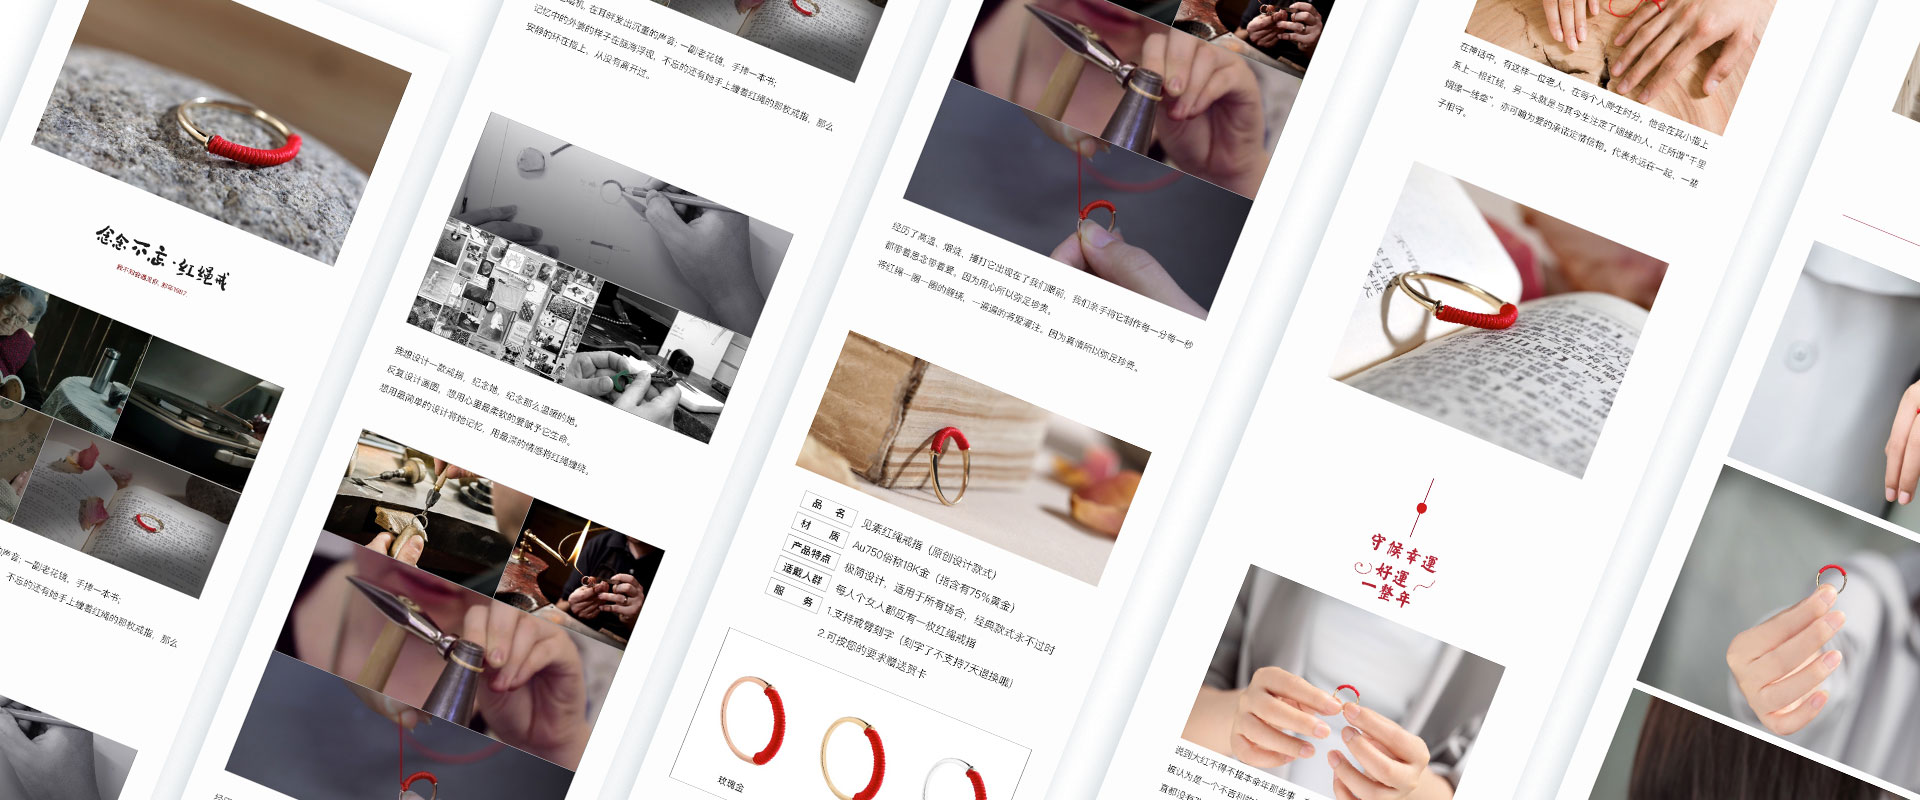 念念不忘·红绳戒
声音；一副老花镜，手捧一本书；
不忘的还有她手上缠着红绳的那枚戒指，那么
在耳畔发出沉重的声音；一副老花镜，手捧一本书；
记忆中的外婆的样子在脑海浮现，不忘的还有她手上缠着红绳的那枚戒指，那么
安静的环在指上，从没有离开过。
我想设计一款戒指，纪念她，纪念那么温暖的她。
反复设计画图，想用心里最柔软的爱赋予它生命。
想用最简单的设计将她记忆，用最深的情感将红绳缠绕。
经历了高温、烟烧、捶打它出现在了我们眼前，我们亲手将它制作每一分每一秒
都带着思念带着爱。因为用心所以弥足珍贵。
将红绳一圈一圈的缠绕，一遍遍的将爱灌注。因为真情所以弥足珍贵。
品 名
见素红绳戒指（原创设计款式）
材 质
Au750俗称18K金（指含有75%黄金）
产品特点
极简设计，适用于所有场合，经典款式永不过时
适戴人群
每人个女人都应有一枚红绳戒指
服 务
1.支持戒臂刻字（刻字了不支持7天退换哦）
2.可按您的要求赠送贺卡
玫瑰金
在神话中，有这样一位老人，在每个人降生时分，他会在其小指上
系上一根红线，另一头就是与其今生注定了姻缘的人。正所谓“千里
姻缘一线牵”，亦可喻为爱的承诺定情信物。代表永远在一起，一辈
子相守。
守候幸運
好運
一整年
说到大红不得不提本命年那些事，
被认为是一个不吉利的